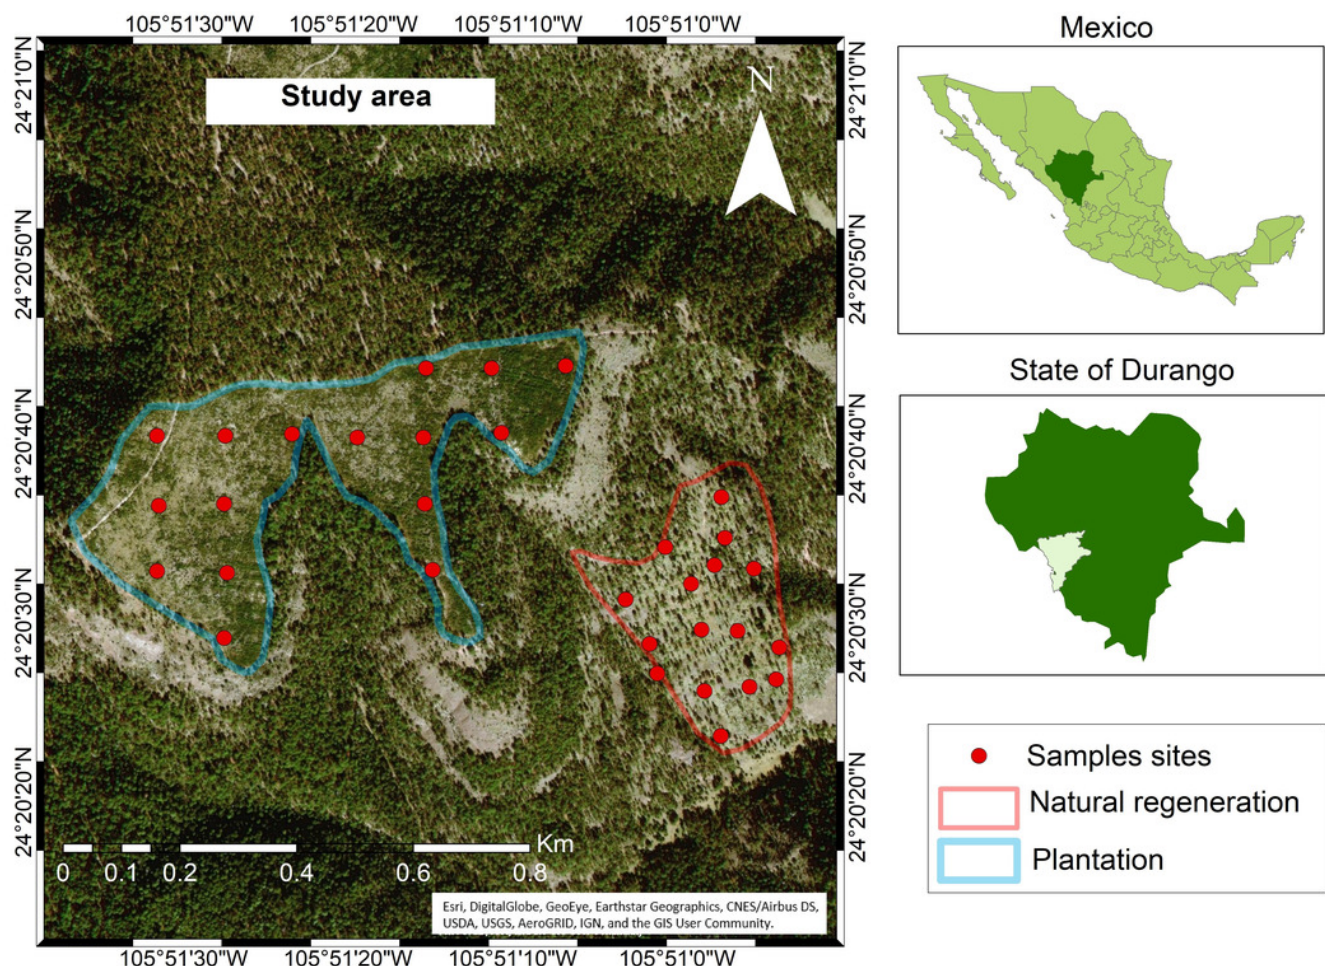 105°51'30"W 105°51'20"W 105°51'10"W 105°51'0"W
Study area
N
24°21'0"N
24°20'50"N
24°20'40"N
24°20'30"N
24°20'20"N
24°21'0"N
24°20'50"N
24°20'40"N
24°20'30"N
24°20'20"N
Km
0 0.1 0.2 0.4 0.6 0.8
Esri, DigitalGlobe, GeoEye, Earthstar Geographics, CNES/Airbus DS,
USDA, USGS, AeroGRID, IGN, and the GIS User Community.
105°51'30"W 105°51'20"W 105°51'10"W 105°51'0"W
Mexico
State of Durango
Samples sites
Natural regeneration
Plantation